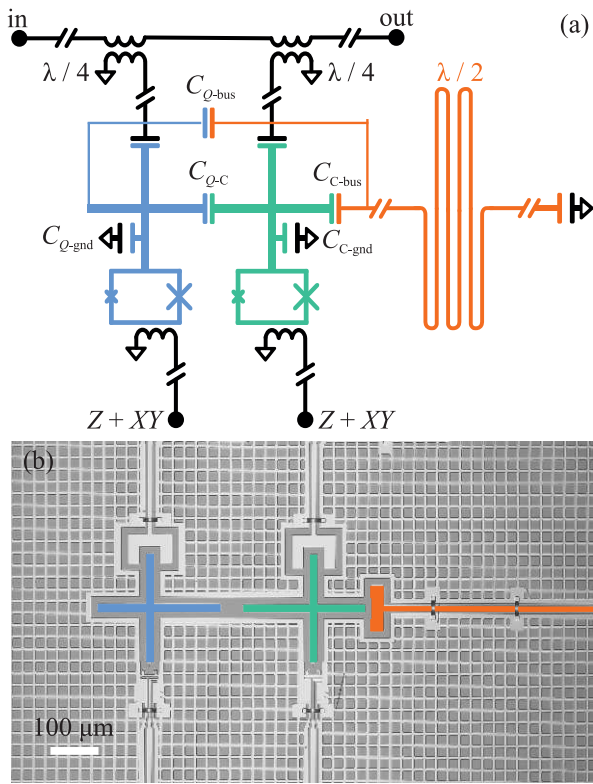 in
out
(a)
λ / 4
λ / 4
λ / 2
C_Q-bus
C_Q-C
C_C-bus
C_Q-gnd
C_C-gnd
Z + XY
Z + XY
(b)
100 μm